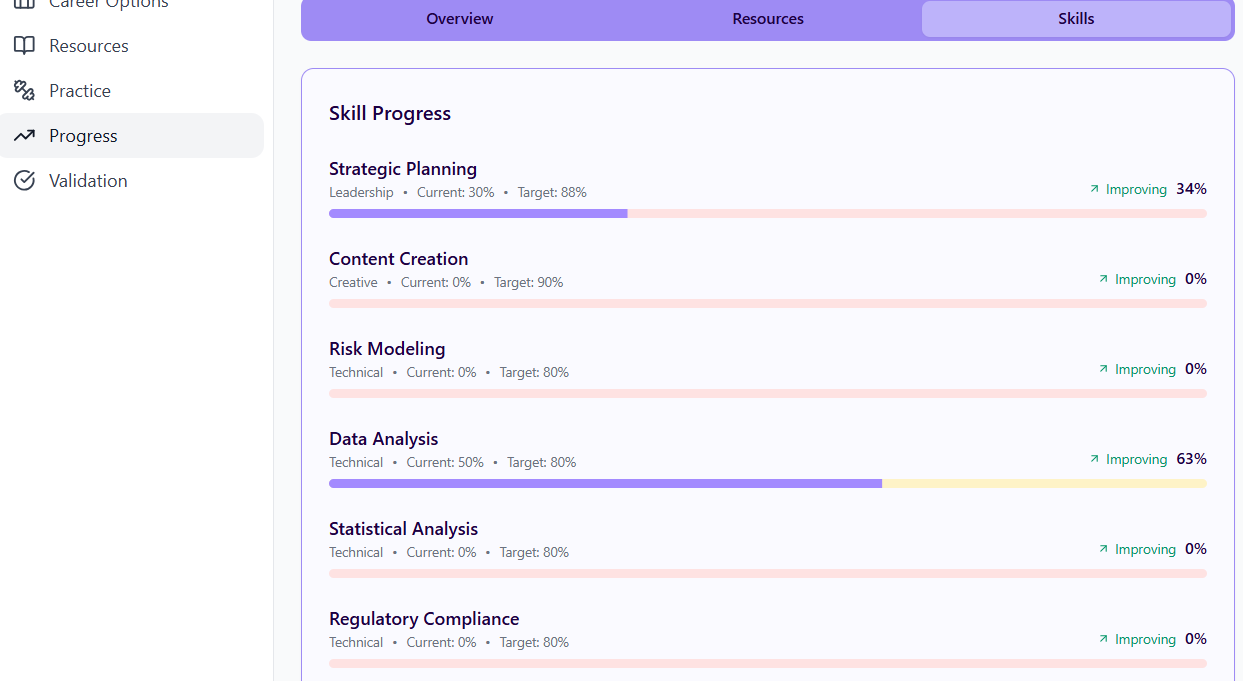 Career Options
Resources
Practice
Progress
Validation
Overview
Resources
Skills
Skill Progress
Strategic Planning
Leadership • Current: 30% • Target: 88%
Improving 34%
Content Creation
Creative • Current: 0% • Target: 90%
Improving 0%
Risk Modeling
Technical • Current: 0% • Target: 80%
Improving 0%
Data Analysis
Technical • Current: 50% • Target: 80%
Improving 63%
Statistical Analysis
Technical • Current: 0% • Target: 80%
Improving 0%
Regulatory Compliance
Technical • Current: 0% • Target: 80%
Improving 0%